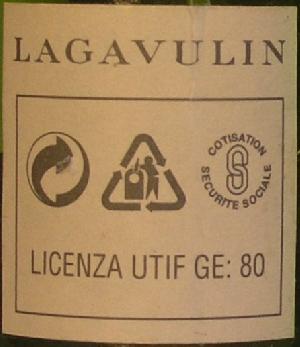 LAGAVULIN
COTISATION
S
SECURITE SOCIALE
LICENZA UTIF GE: 80